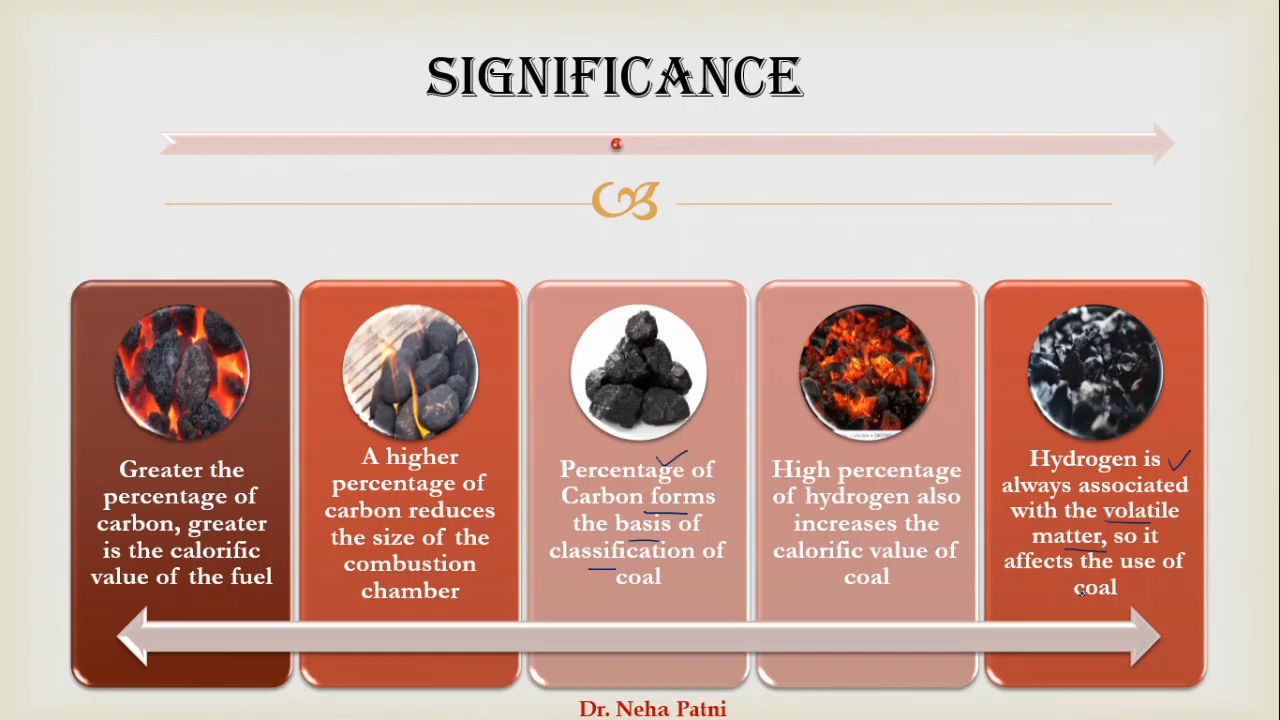 SIGNIFICANCE
Greater the
percentage of
carbon, greater
is the calorific
value of the fuel
A higher
percentage of
carbon reduces
the size of the
combustion
chamber
Percentage of
Carbon forms
the basis of
classification of
coal
High percentage
of hydrogen also
increases the
calorific value of
coal
Hydrogen is
always associated
with the volatile
matter, so it
affects the use of
coal
Dr. Neha Patni